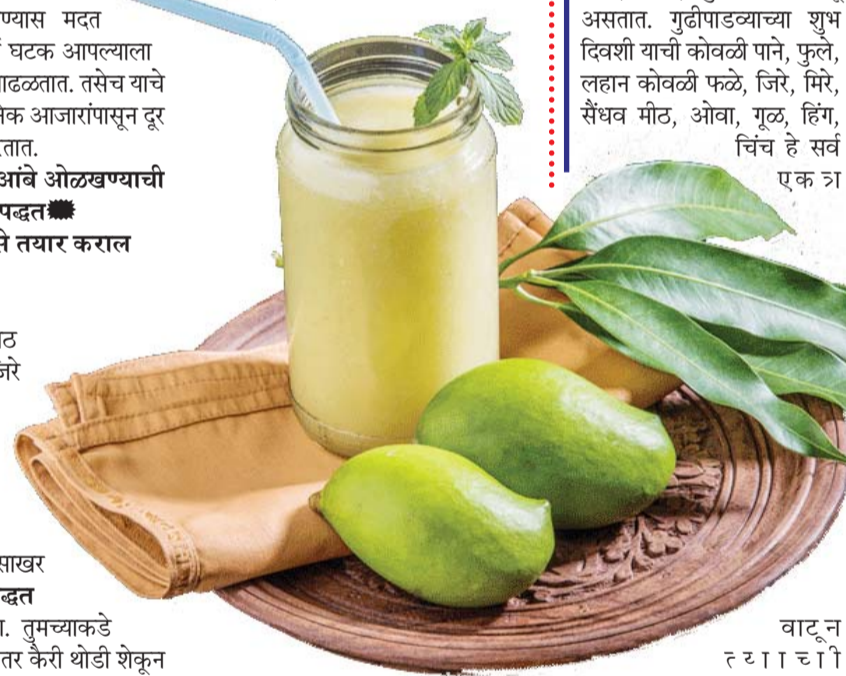 ण्यास मदत
घटक आपल्याला
ढळतात. तसेच याचे
क आजारांपासून दूर
तात.
आंबे ओळखण्याची
पद्धत
से तयार कराल
ठ
जरे
साखर
द्धत
ा. तुमच्याकडे
तर कैरी थोडी शेकून
असतात. गुढीपाडव्याच्या शुभ
दिवशी याची कोवळी पाने, फुले,
लहान कोवळी फळे, जिरे, मिरे,
सैंधव मीठ, ओवा, गूळ, हिंग,
चिंच हे सर्व
एकत्रा
वाटून
त्याची